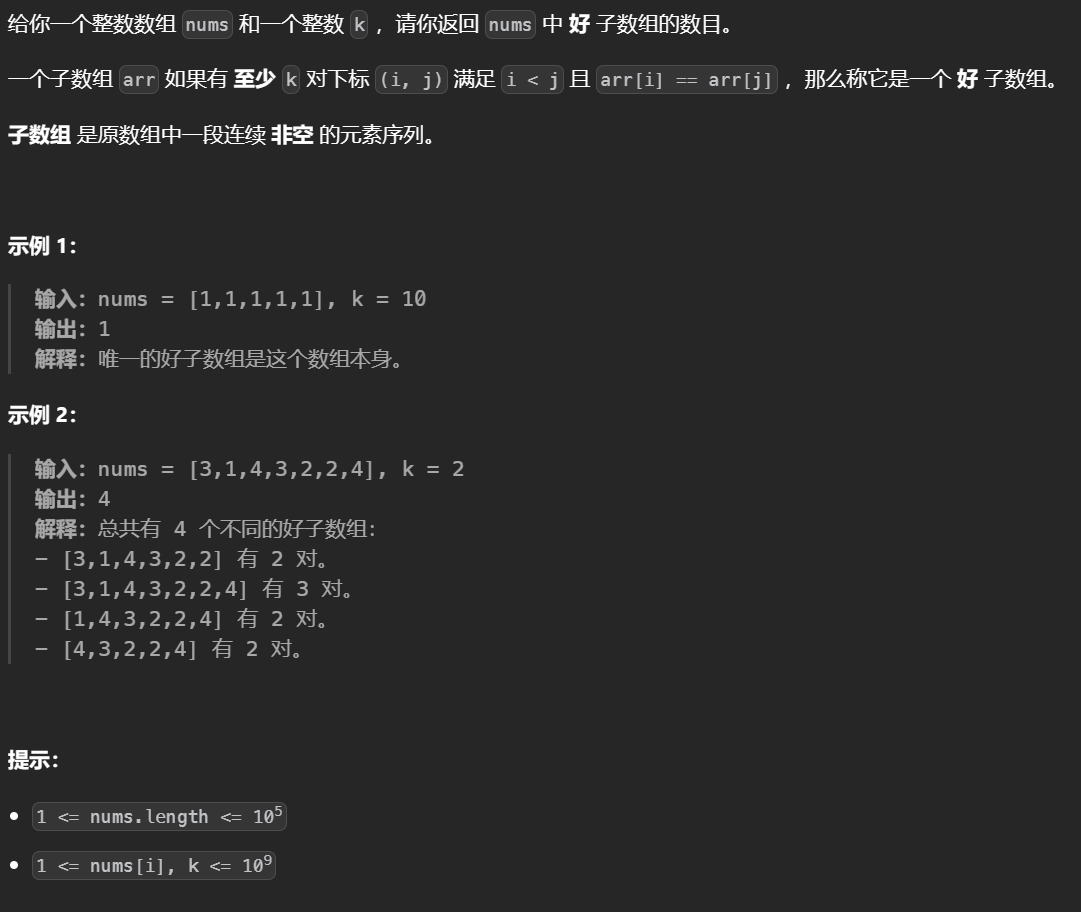 给你一个整数数组 nums 和一个整数 k ，请你返回 nums 中 好 子数组的数目。
一个子数组 arr 如果有 至少 k 对下标 (i, j) 满足 i < j 且 arr[i] == arr[j] ，那么称它是一个 好 子数组。
子数组 是原数组中一段连续 非空 的元素序列。
示例 1：
输入：nums = [1,1,1,1,1], k = 10
输出：1
解释：唯一的好子数组是这个数组本身。
示例 2：
输入：nums = [3,1,4,3,2,2,4], k = 2
输出：4
解释：总共有 4 个不同的好子数组：
- [3,1,4,3,2,2] 有 2 对。
- [3,1,4,3,2,2,4] 有 3 对。
- [1,4,3,2,2,4] 有 2 对。
- [4,3,2,2,4] 有 2 对。
提示：
• 1 <= nums.length <= 10⁵
• 1 <= nums[i], k <= 10⁹